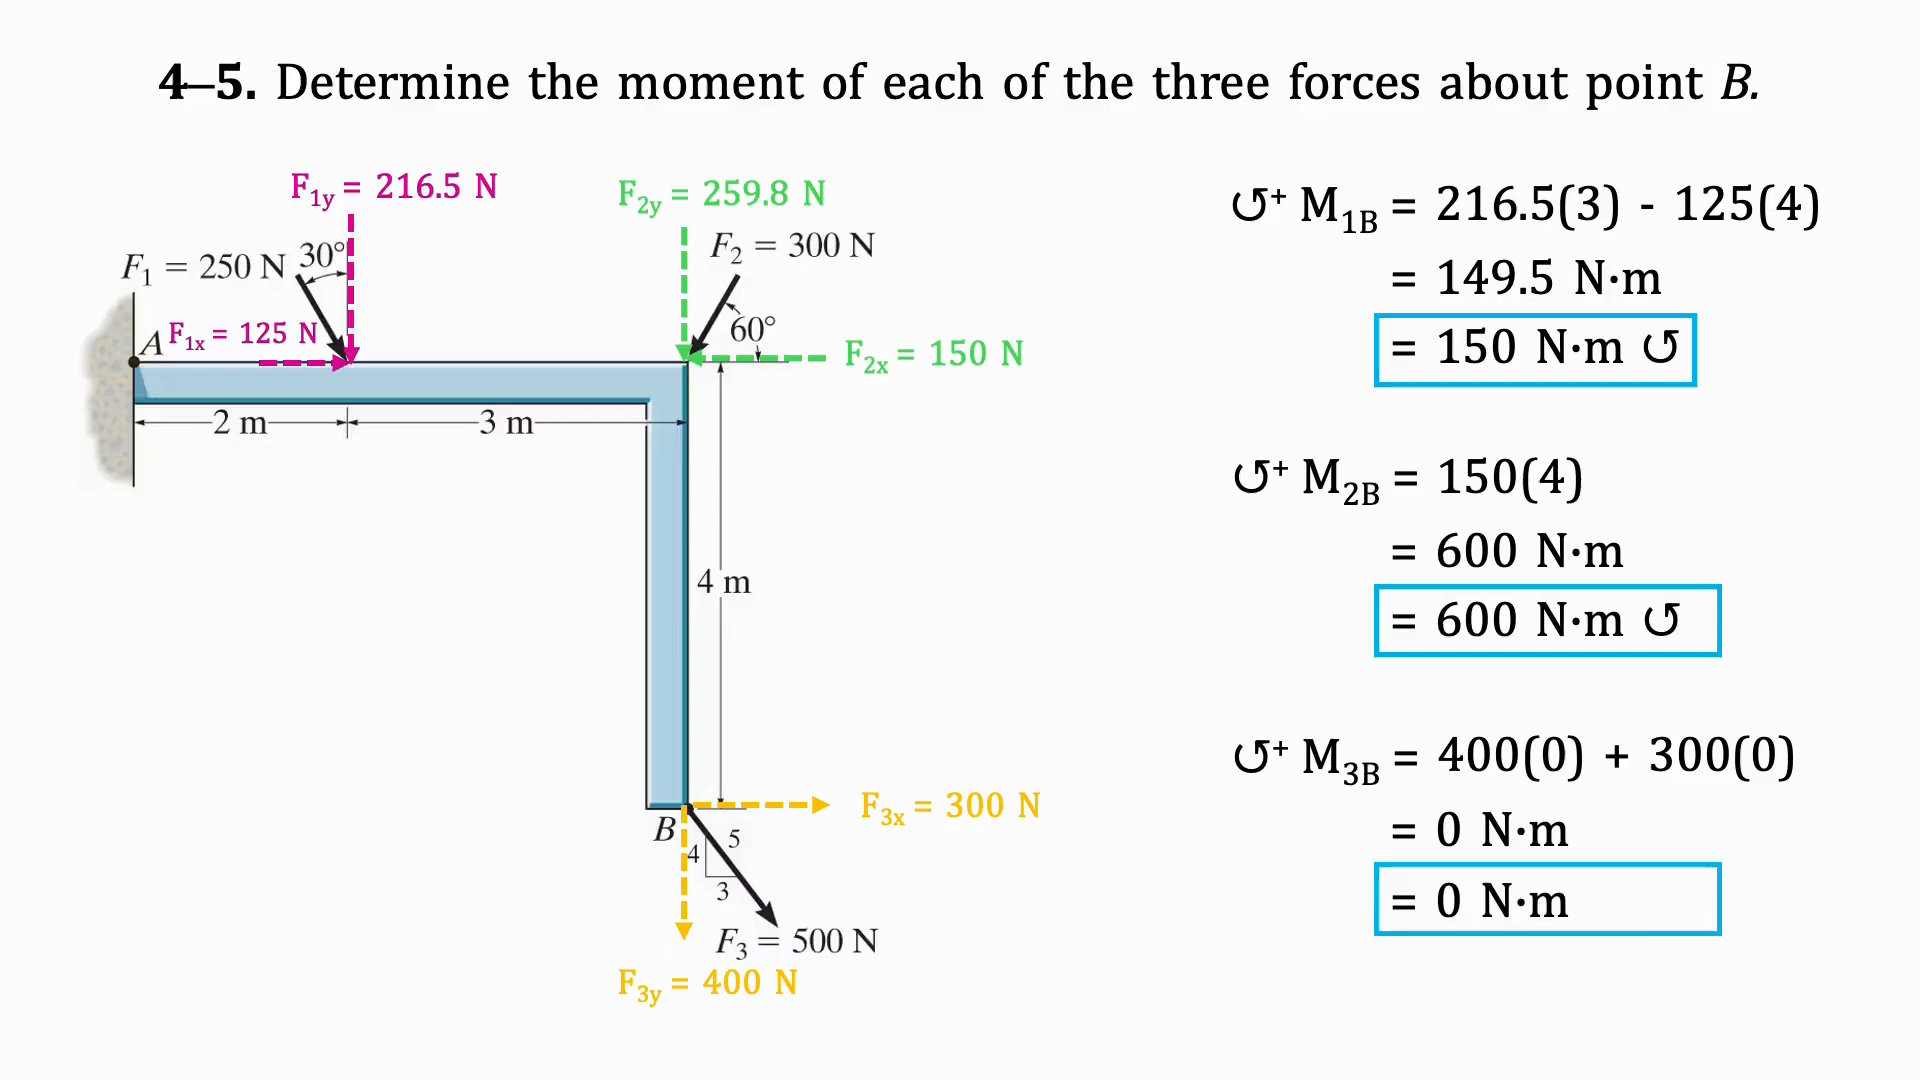 4–5. Determine the moment of each of the three forces about point B.
F1y = 216.5 N
F2y = 259.8 N
F1 = 250 N
30°
F2 = 300 N
A
F1x = 125 N
60°
F2x = 150 N
2 m
3 m
4 m
B
F3x = 300 N
4
5
3
F3 = 500 N
F3y = 400 N
↺+ M1B = 216.5(3) - 125(4)
= 149.5 N·m
= 150 N·m ↺
↺+ M2B = 150(4)
= 600 N·m
= 600 N·m ↺
↺+ M3B = 400(0) + 300(0)
= 0 N·m
= 0 N·m